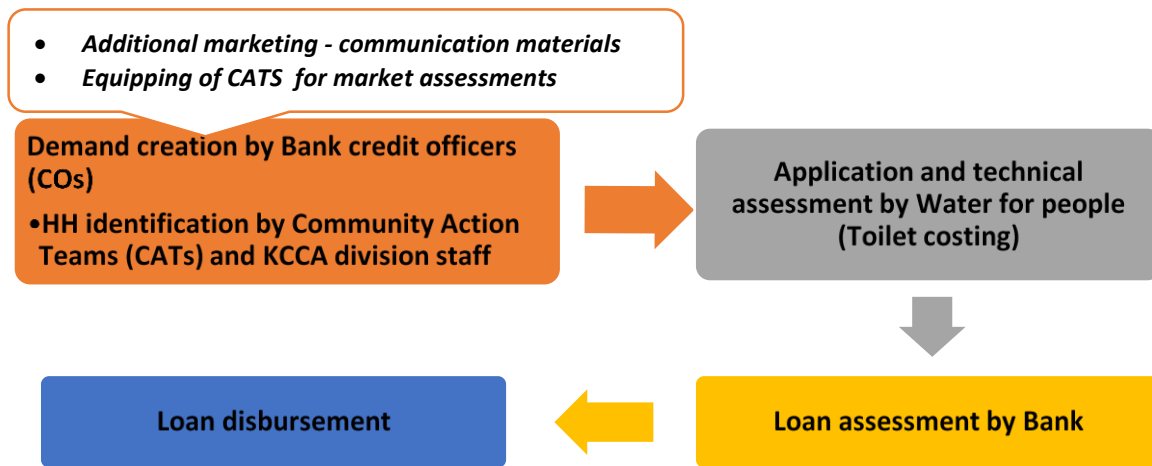 • Additional marketing - communication materials
• Equipping of CATS for market assessments
Demand creation by Bank credit officers
(COs)
•HH identification by Community Action
Teams (CATs) and KCCA division staff
Application and technical
assessment by Water for people
(Toilet costing)
Loan assessment by Bank
Loan disbursement